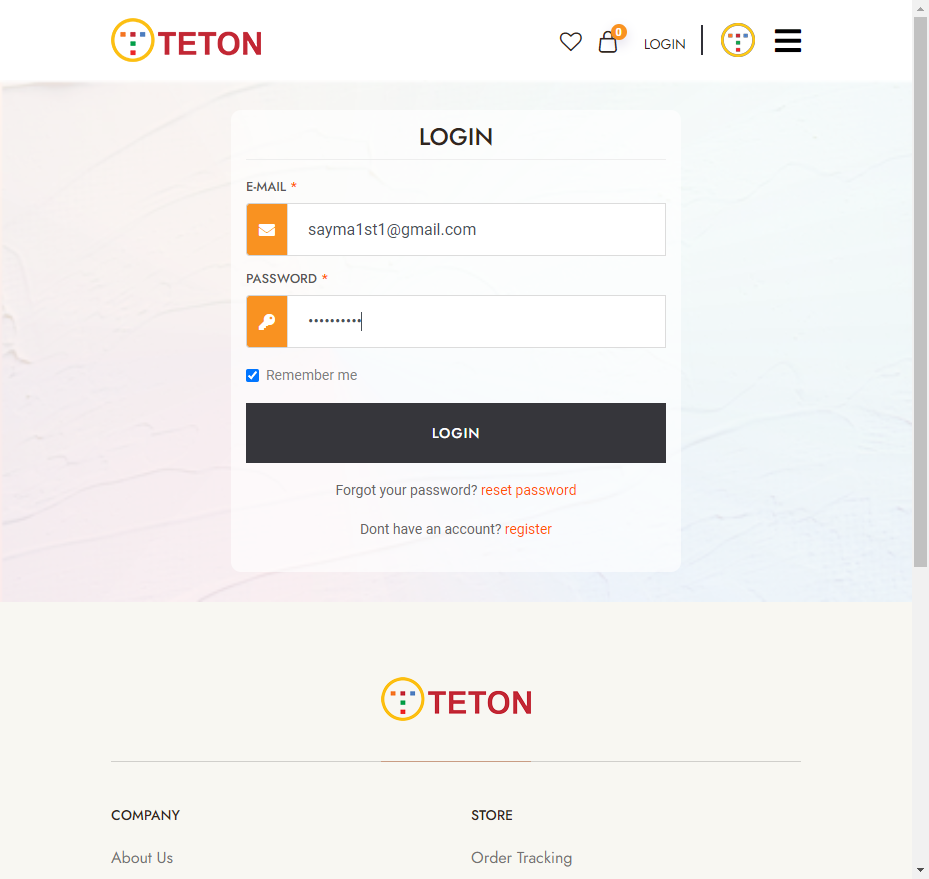 TETON
0
LOGIN
LOGIN
E-MAIL *
sayma1st1@gmail.com
PASSWORD *
••••••••••
Remember me
LOGIN
Forgot your password? reset password
Dont have an account? register
TETON
COMPANY
STORE
About Us
Order Tracking